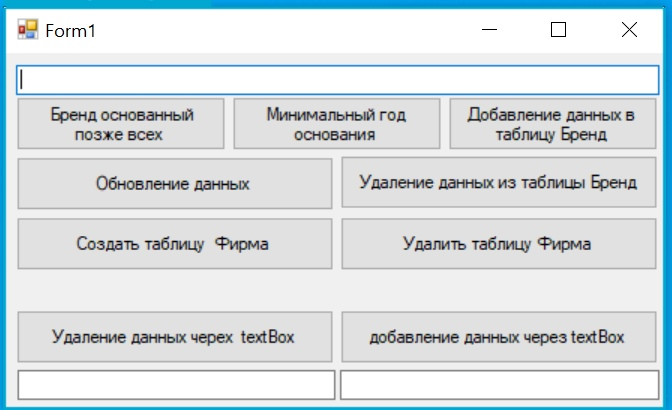 Form1
Бренд основанный
позже всех
Минимальный год
основания
Добавление данных в
таблицу Бренд
Обновление данных
Удаление данных из таблицы Бренд
Создать таблицу Фирма
Удалить таблицу Фирма
Удаление данных черех textBox
добавление данных через textBox